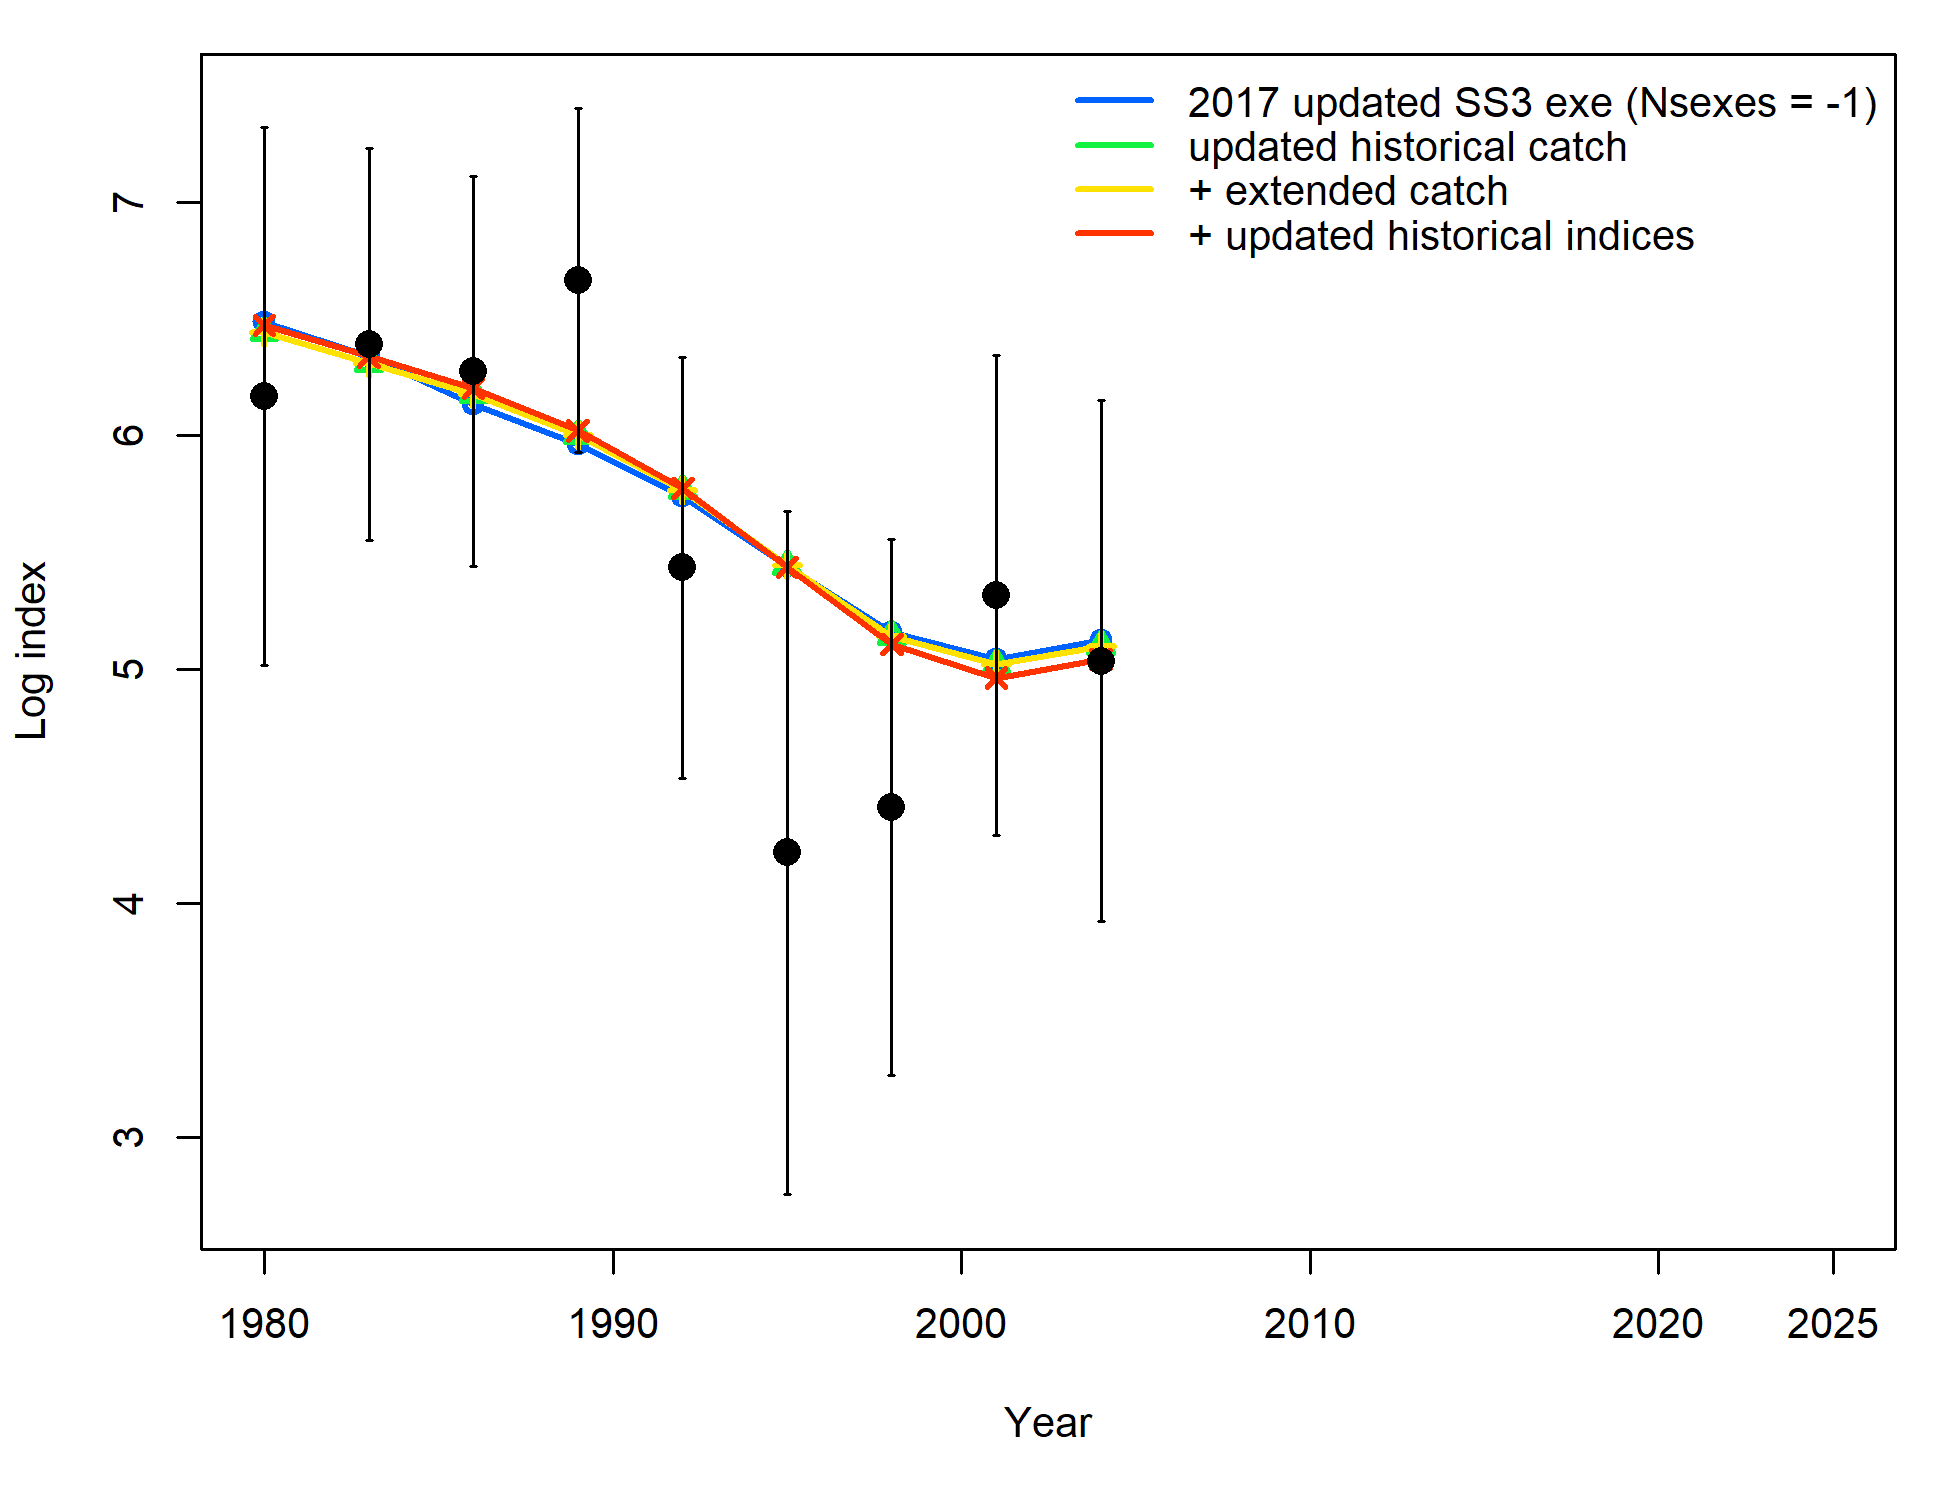 2017 updated SS3 exe (Nsexes = -1)
updated historical catch
+ extended catch
+ updated historical indices
7
6
5
4
3
Log index
1980 1990 2000 2010 2020 2025
Year